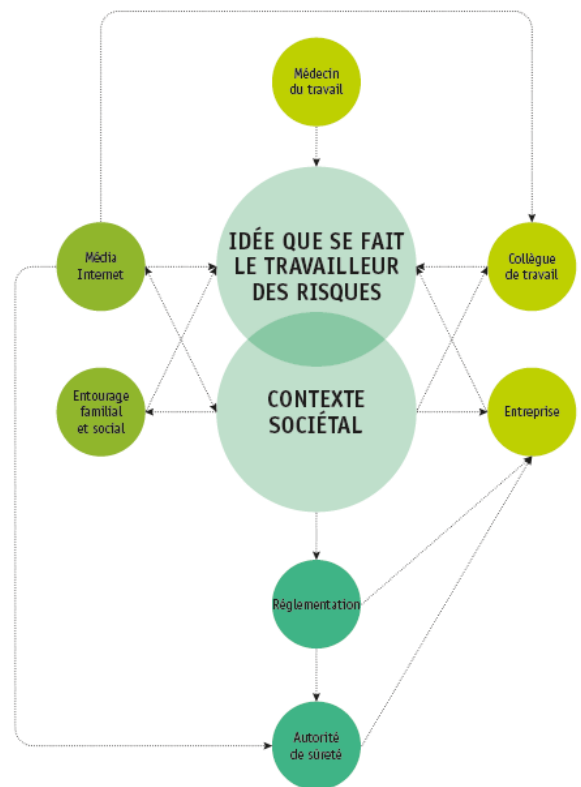 Médecin
du travail
IDÉE QUE SE FAIT
LE TRAVAILLEUR
DES RISQUES
Média
Internet
Collègue
de travail
Entourage
familial
et social
CONTEXTE
SOCIÉTAL
Entreprise
Réglementation
Autorité
de sûreté